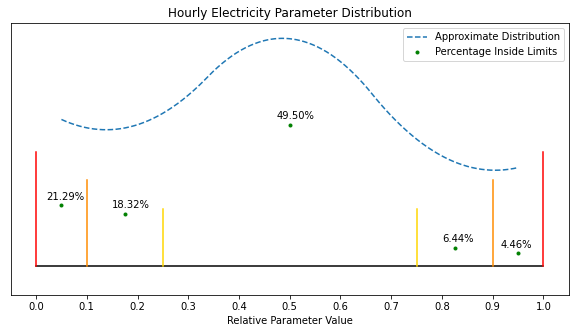 Hourly Electricity Parameter Distribution
Approximate Distribution
Percentage Inside Limits
49.50%
21.29%
18.32%
6.44%
4.46%
0.0 0.1 0.2 0.3 0.4 0.5 0.6 0.7 0.8 0.9 1.0
Relative Parameter Value